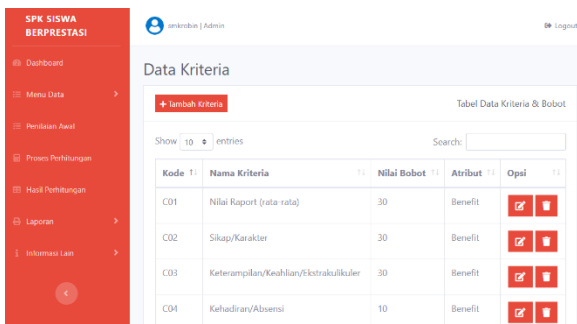 SPK SISWA
BERPRESTASI
Dashboard
Menu Data
Penilaian Awal
Proses Perhitungan
Hasil Perhitungan
Laporan
Informasi Lain
smkrobin | Admin
Logout
Data Kriteria
+ Tambah Kriteria
Tabel Data Kriteria & Bobot
Show 10 entries
Search:
Kode Nama Kriteria Nilai Bobot Atribut Opsi
C01 Nilai Raport (rata-rata) 30 Benefit
C02 Sikap/Karakter 30 Benefit
C03 Keterampilan/Keahlian/Ekstrakulikuler 30 Benefit
C04 Kehadiran/Absensi 10 Benefit